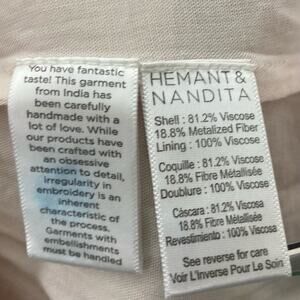 You have fantastic
taste! This garment
from India has
been carefully
handmade with a
lot of love. While
our products have
been crafted with
an obsessive
attention to detail,
irregularity in
embroidery is an
inherent
characteristic of
the process.
Garments with
embellishments
must be handled
HEMANT &
NANDITA
Shell : 81.2% Viscose
18.8% Metalized Fiber
Lining : 100% Viscose
Coquille : 81.2% Viscose
18.8% Fibre Métallisée
Doublure : 100% Viscose
Cáscara : 81.2% Viscose
18.8% Fibre Métallisée
Revestimiento : 100% Viscose
See reverse for care
Voir L'inverse Pour Le Soin